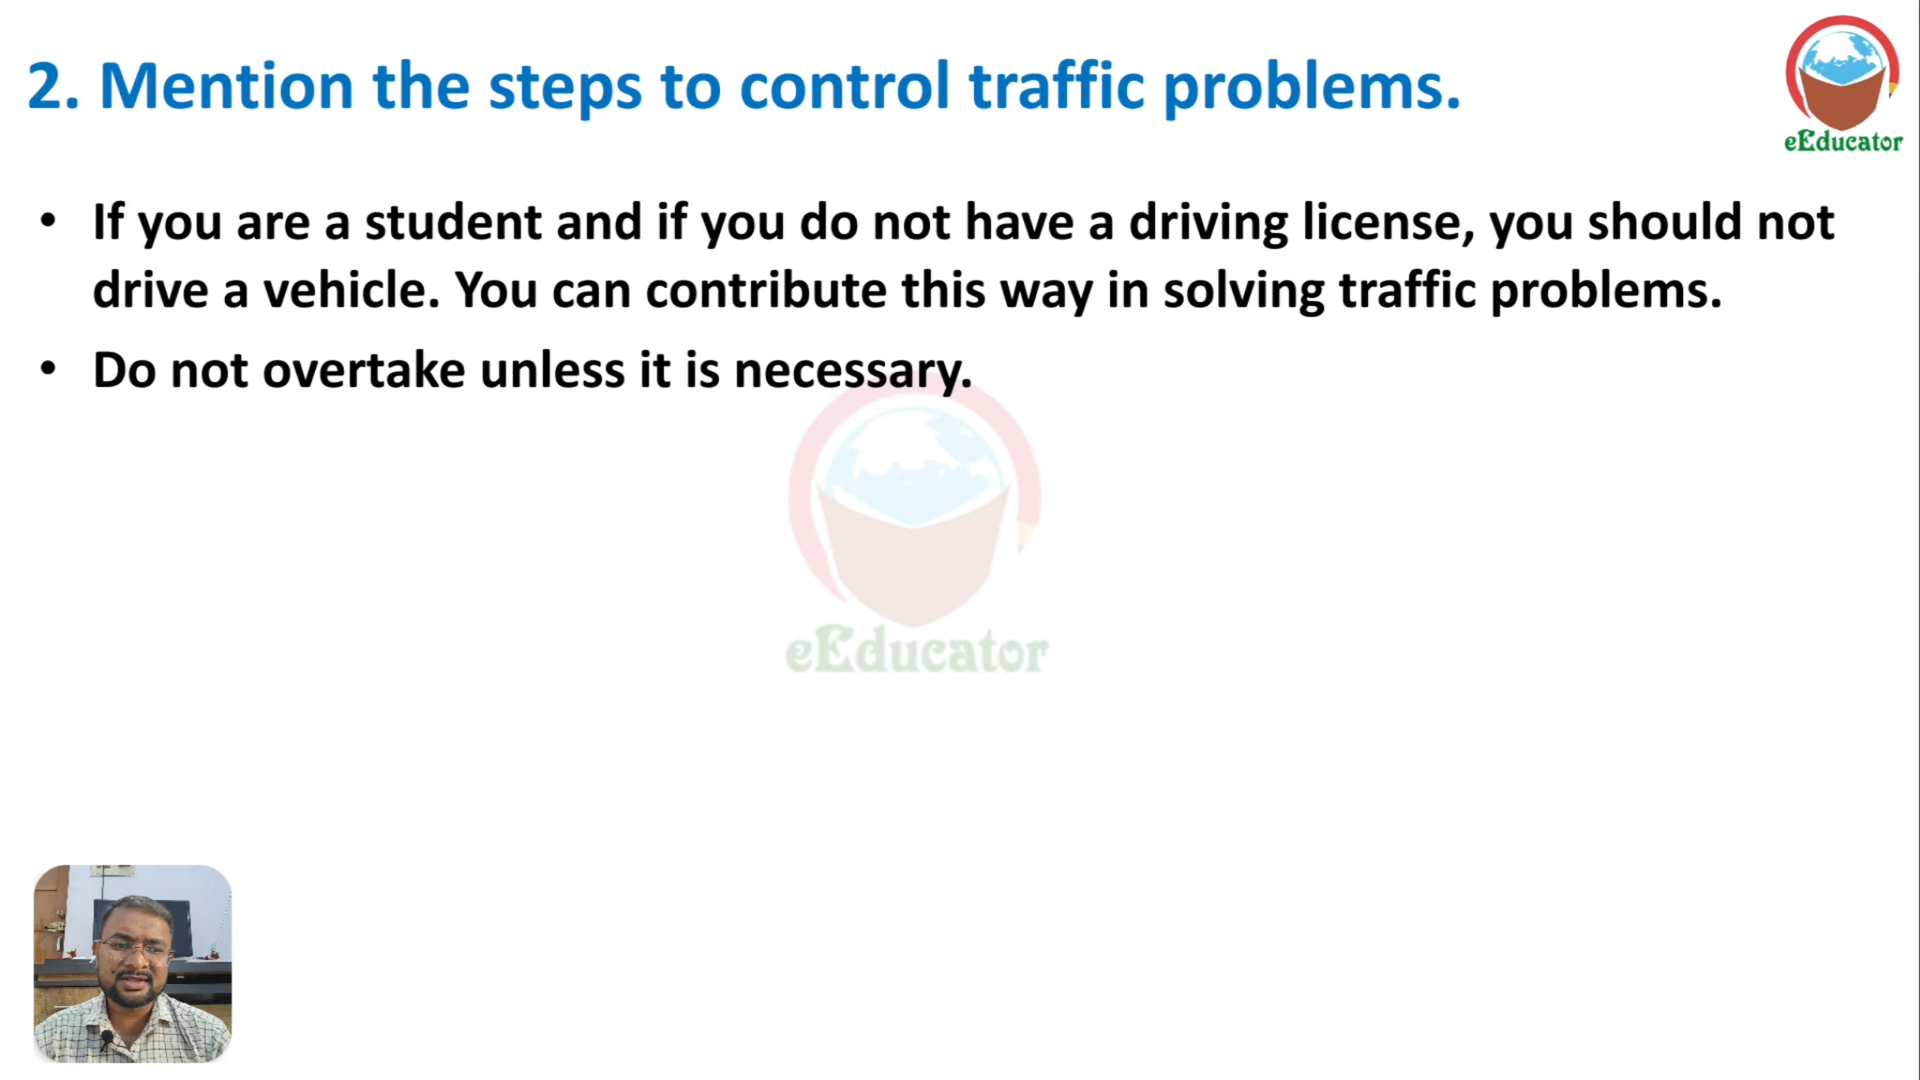 2. Mention the steps to control traffic problems.
eEducator
• If you are a student and if you do not have a driving license, you should not
drive a vehicle. You can contribute this way in solving traffic problems.
• Do not overtake unless it is necessary.
eEducator